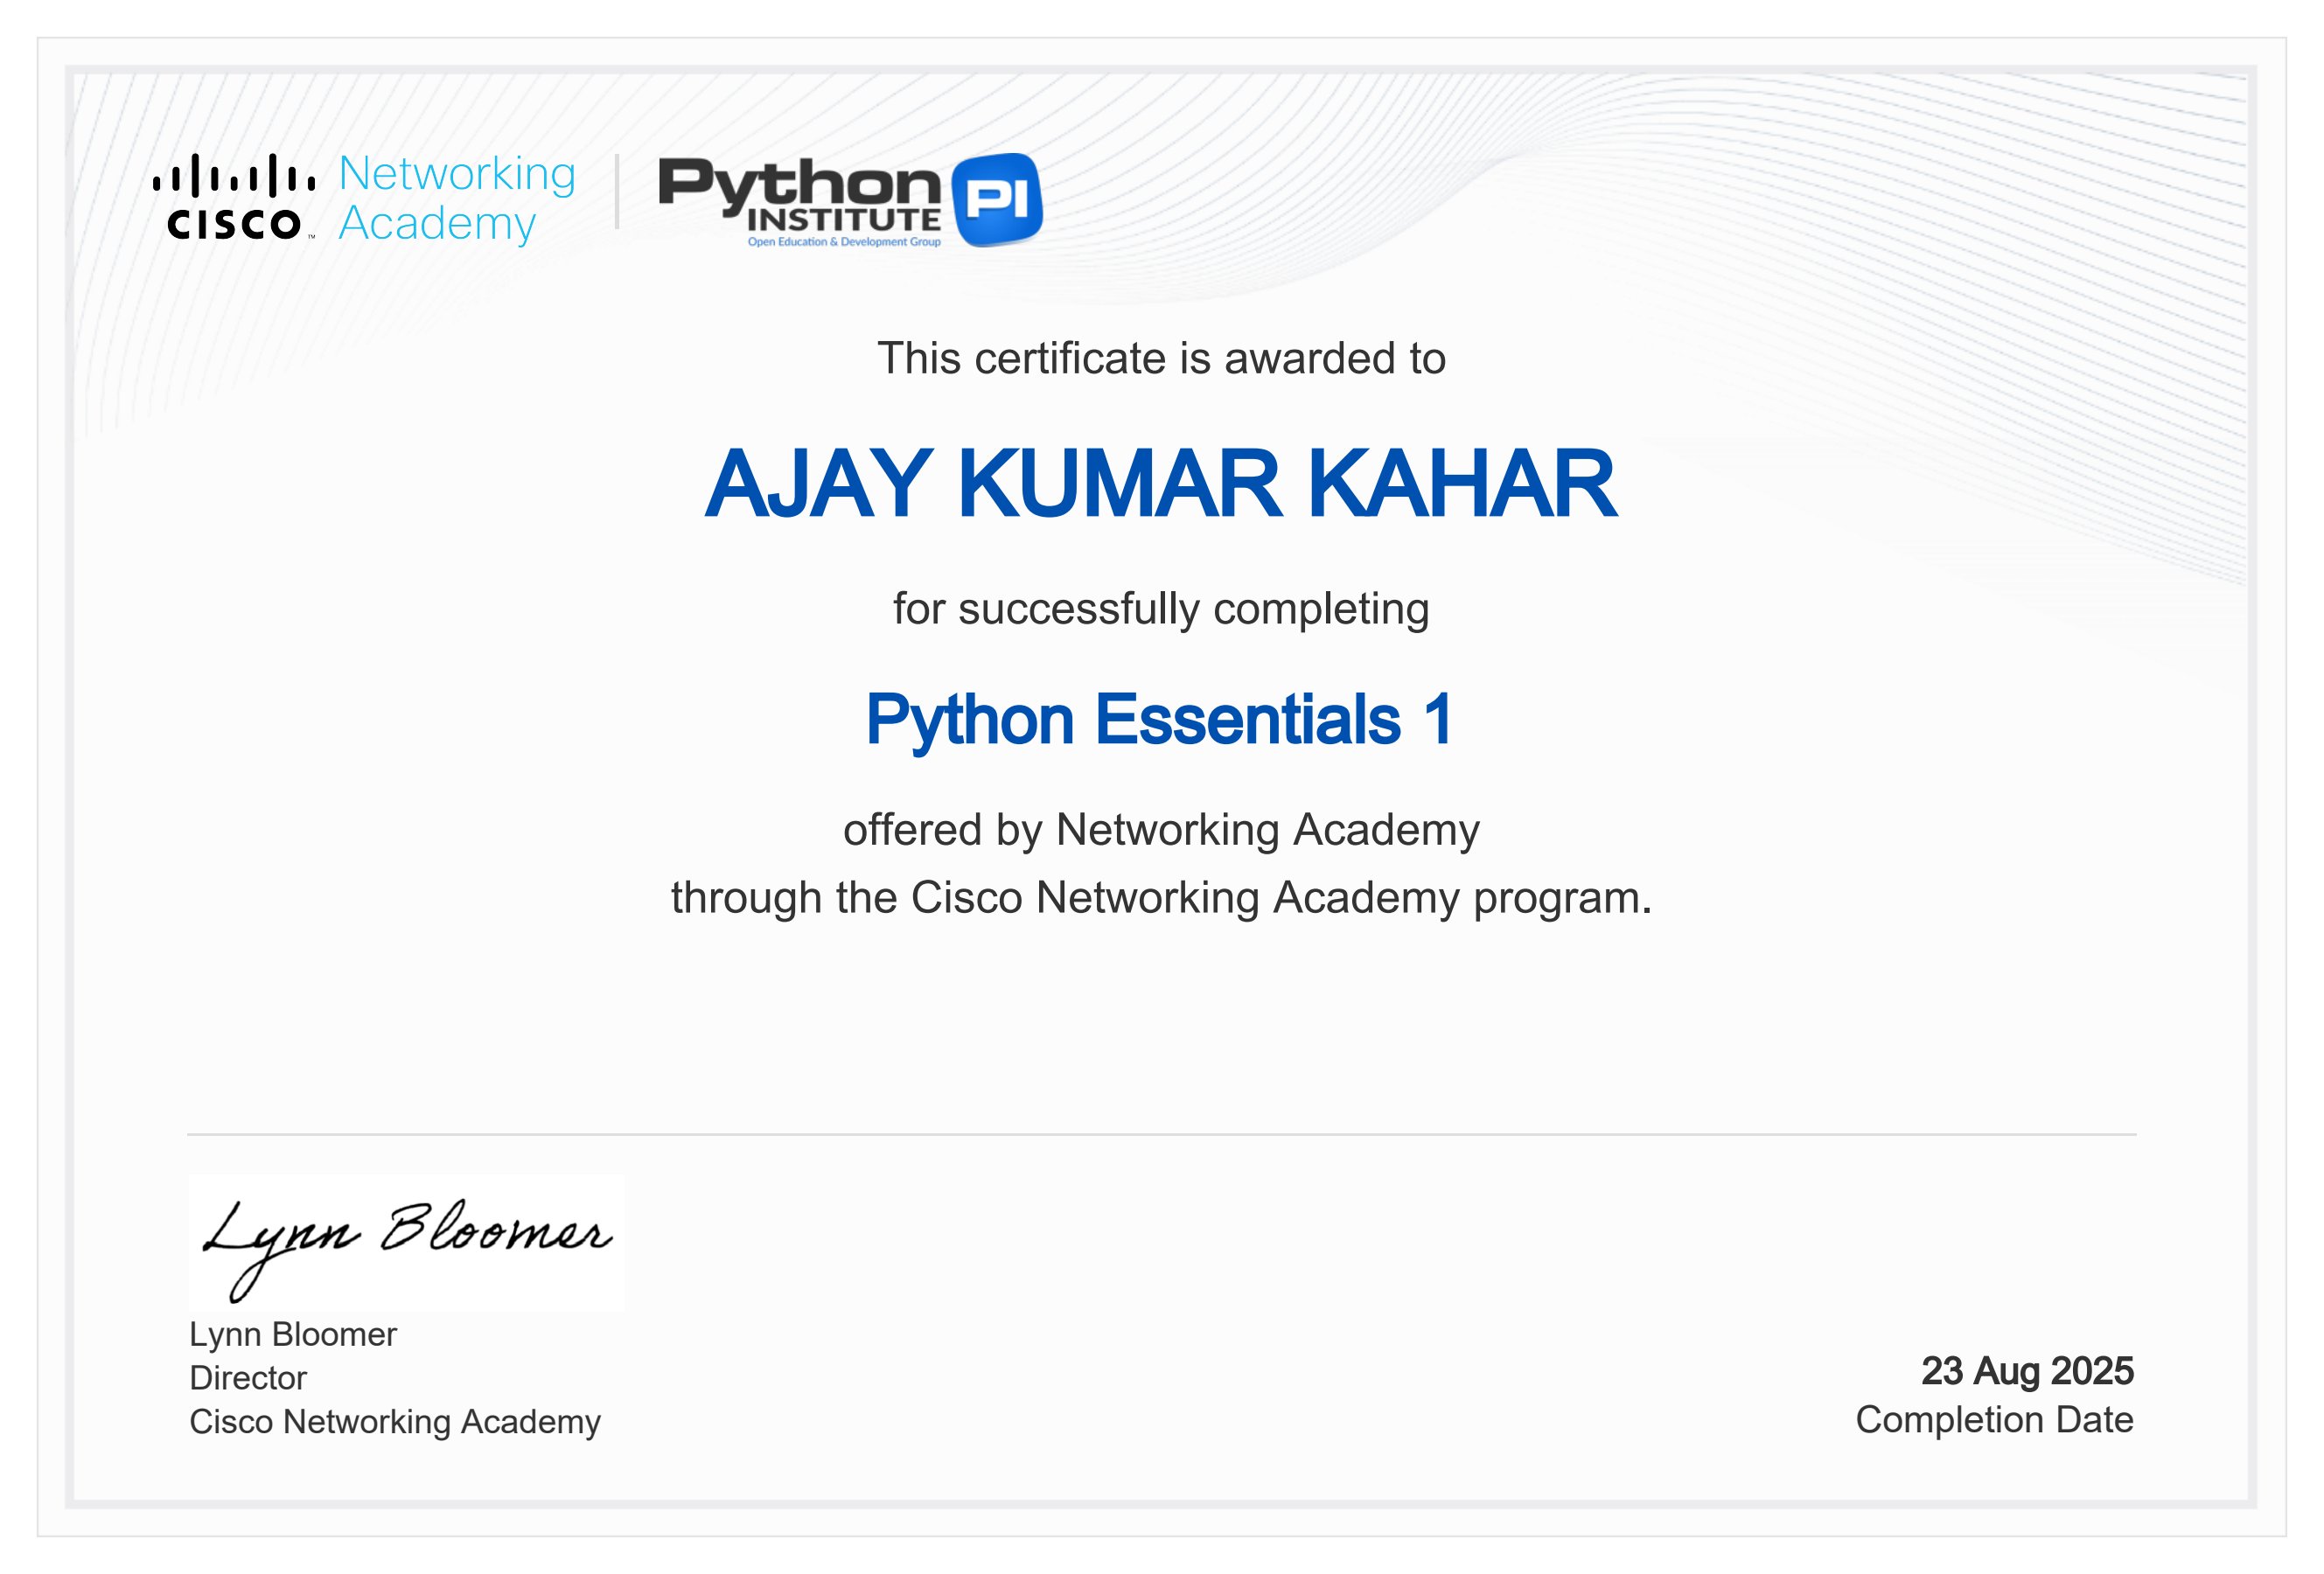 CISCO Networking Academy
Python INSTITUTE PI
Open Education & Development Group
This certificate is awarded to
AJAY KUMAR KAHAR
for successfully completing
Python Essentials 1
offered by Networking Academy
through the Cisco Networking Academy program.
Lynn Bloomer
Lynn Bloomer
Director
Cisco Networking Academy
23 Aug 2025
Completion Date